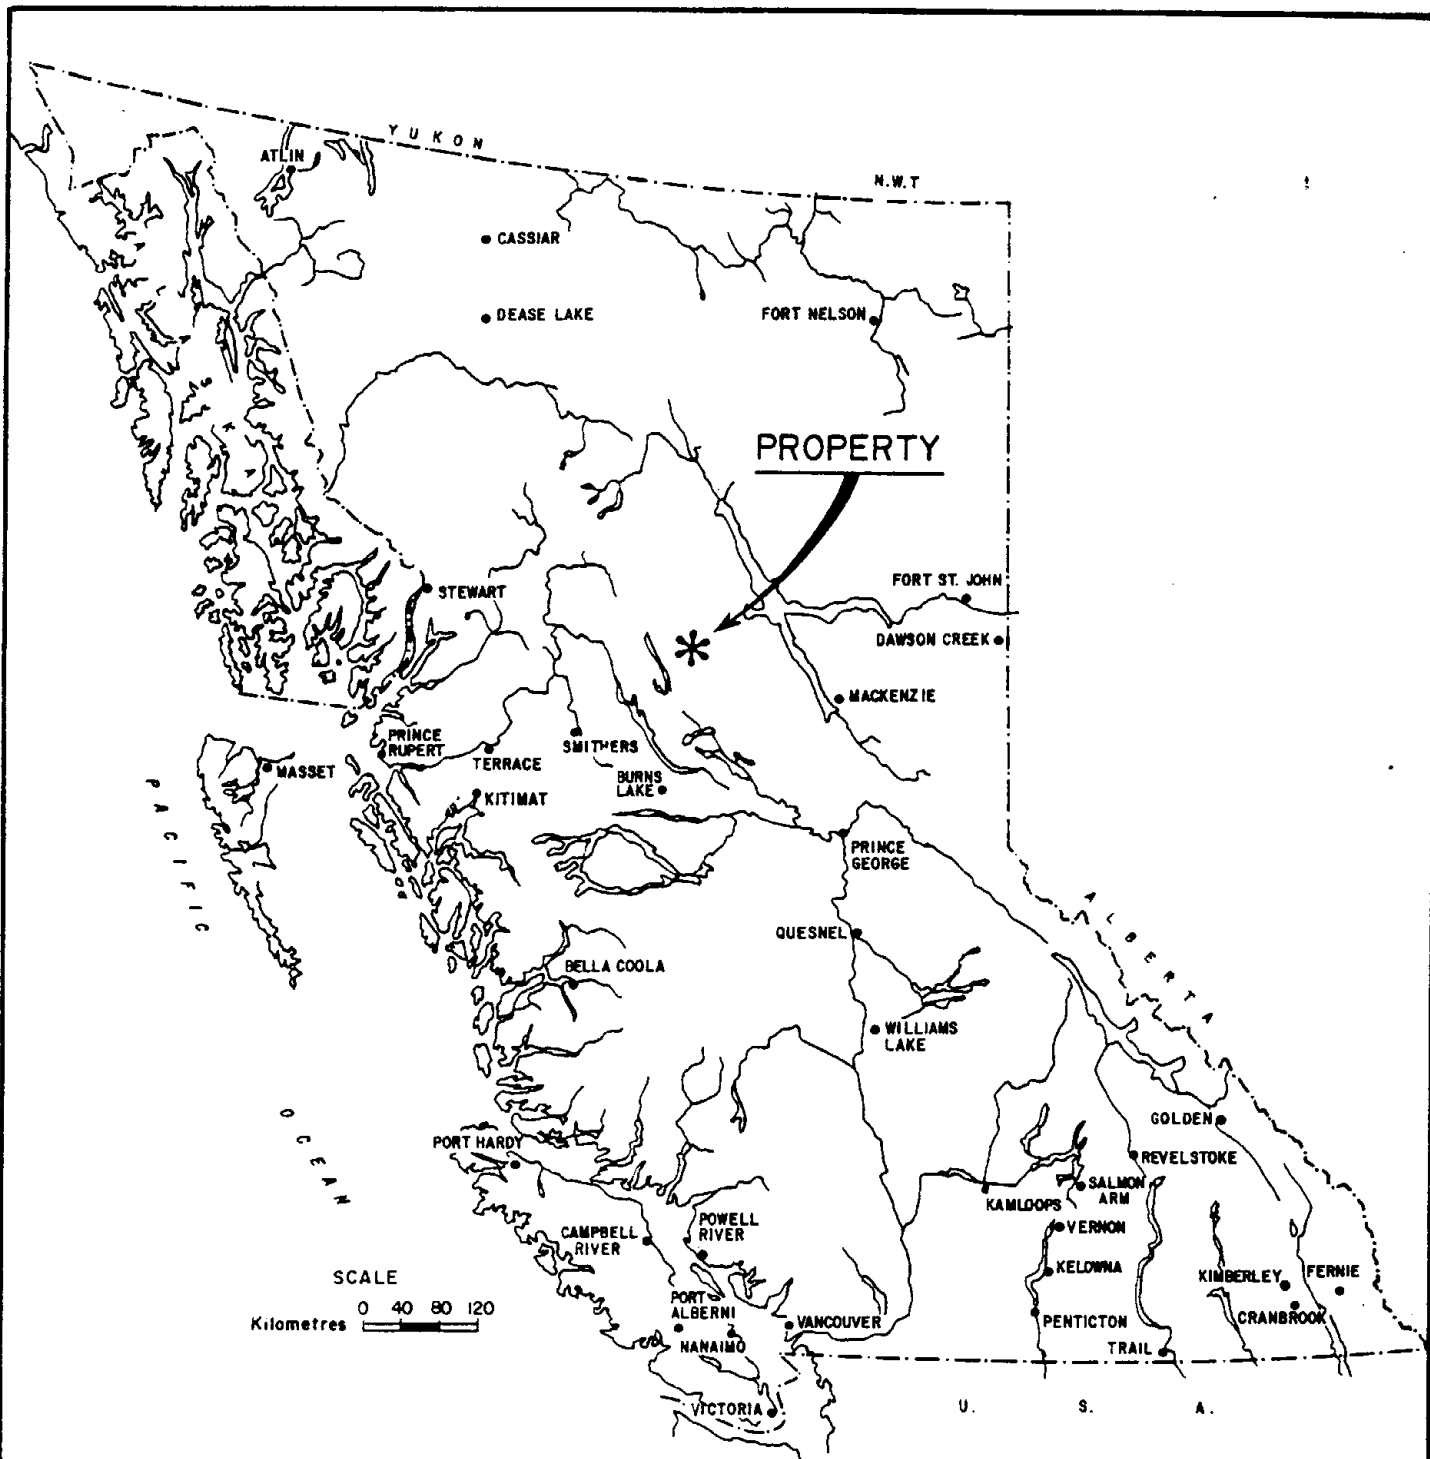 YUKON
N.W.T
ATLIN
ALASKA
CASSIAR
DEASE LAKE
FORT NELSON
PROPERTY
STEWART
FORT ST. JOHN
DAWSON CREEK
MACKENZIE
PRINCE
RUPERT
TERRACE
SMITHERS
MASSET
KITIMAT
BURNS
LAKE
PACIFIC
PRINCE
GEORGE
ALBERTA
QUESNEL
BELLA COOLA
WILLIAMS
LAKE
OCEAN
PORT HARDY
GOLDEN
REVELSTOKE
SALMON
ARM
KAMLOOPS
POWELL
RIVER
CAMPBELL
RIVER
VERNON
KELOWNA
KIMBERLEY
FERNIE
SCALE
0 40 80 120
Kilometres
PORT
ALBERNI
VANCOUVER
PENTICTON
CRANBROOK
NANAIMO
TRAIL
VICTORIA
U. S. A.